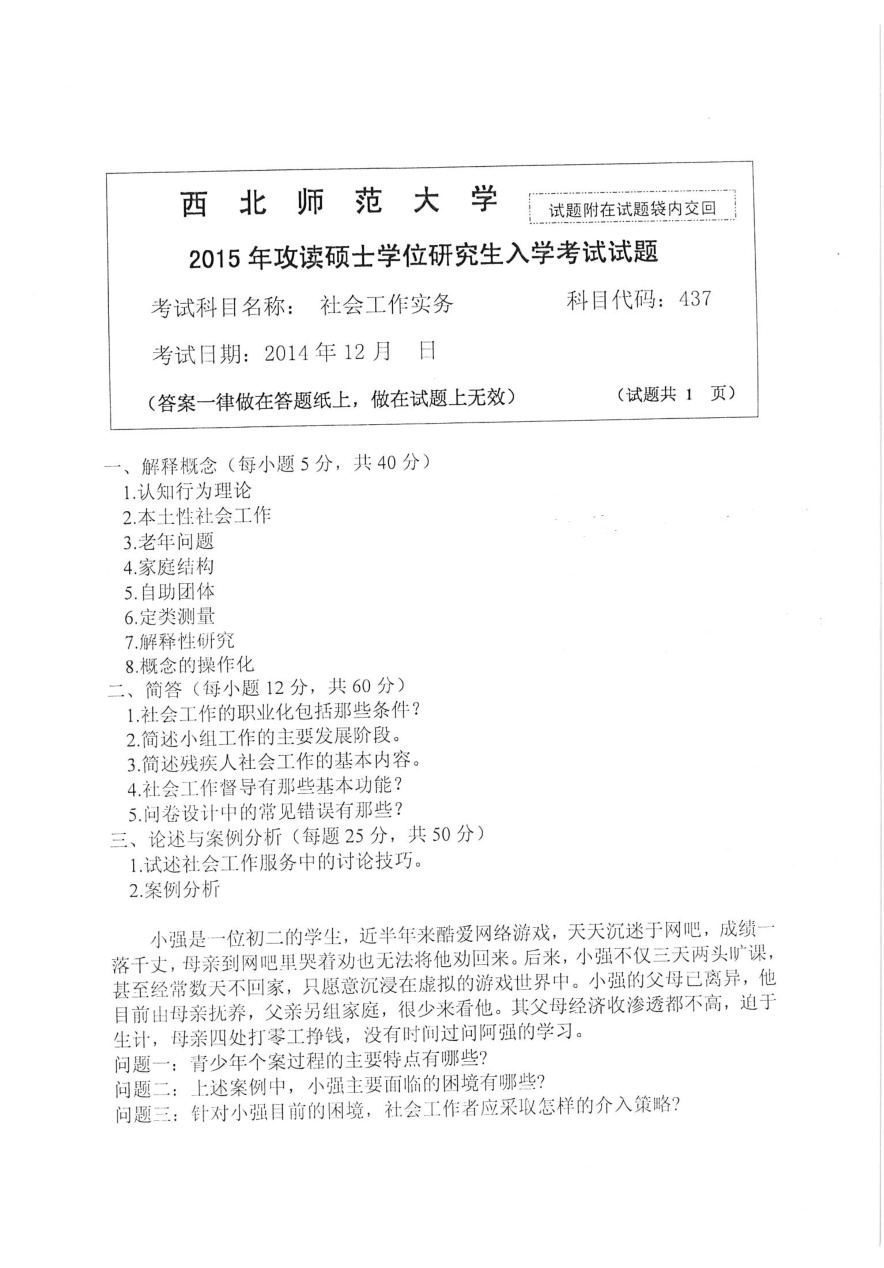 西北师范大学
试题附在试题袋内交回
2015年攻读硕士学位研究生入学考试试题
考试科目名称： 社会工作实务 科目代码：437
考试日期：2014年12月 日
（答案一律做在答题纸上，做在试题上无效） （试题共 1 页）
一、解释概念（每小题5分，共40分）
1.认知行为理论
2.本土性社会工作
3.老年问题
4.家庭结构
5.自助团体
6.定类测量
7.解释性研究
8.概念的操作化
二、简答（每小题12分，共60分）
1.社会工作的职业化包括那些条件？
2.简述小组工作的主要发展阶段。
3.简述残疾人社会工作的基本内容。
4.社会工作督导有那些基本功能？
5.问卷设计中的常见错误有那些？
三、论述与案例分析（每题25分，共50分）
1.试述社会工作服务中的讨论技巧。
2.案例分析
小强是一位初二的学生，近半年来酷爱网络游戏，天天沉迷于网吧，成绩一
落千丈，母亲到网吧里哭着劝也无法将他劝回来。后来，小强不仅三天两头旷课，
甚至经常数天不回家，只愿意沉浸在虚拟的游戏世界中。小强的父母已离异，他
目前由母亲抚养，父亲另组家庭，很少来看他。其父母经济收渗透都不高，迫于
生计，母亲四处打零工挣钱，没有时间过问阿强的学习。
问题一：青少年个案过程的主要特点有哪些?
问题二：上述案例中，小强主要面临的困境有哪些?
问题三：针对小强目前的困境，社会工作者应采取怎样的介入策略?